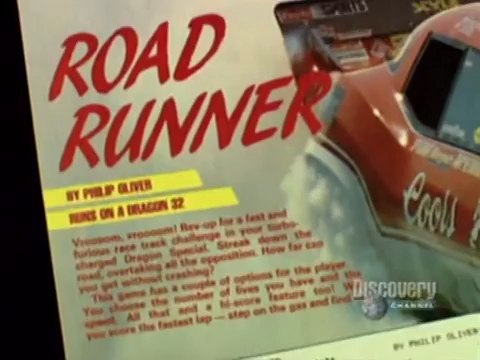 ROAD
RUNNER
BY PHILIP OLIVER
RUNS ON A DRAGON 32
Vrooooom, vrooooom! Rev-up for a fast and
furious race track challenge in your turbo-
charged Dragon Special. Streak down the
road, overtaking all the opposition. How far can
you get without crashing?
This game has a couple of options for the player
You choose the number of lives you have and the
speed. All that and a hi-score feature too!
you score the fastest lap — step on the gas and find
Coors
Discovery
CHANNEL
BY PHILIP OLIVER